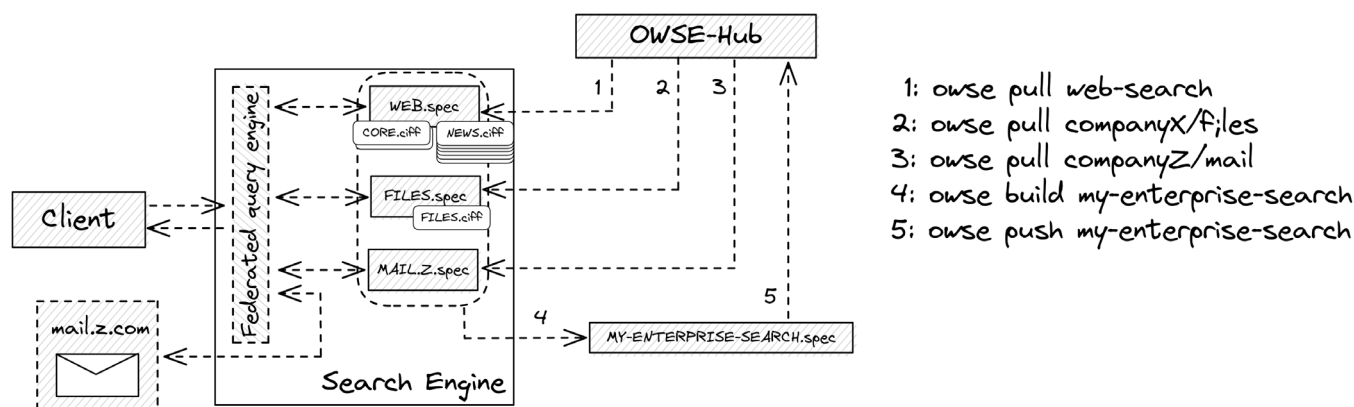 OWSE-Hub
1
2
3
1: owse pull web-search
2: owse pull companyX/files
3: owse pull companyZ/mail
4: owse build my-enterprise-search
5: owse push my-enterprise-search
WEB.spec
CORE.ciff
NEWS.ciff
Federated query engine
FILES.spec
FILES.ciff
Client
MAIL.Z.spec
5
4
mail.z.com
MY-ENTERPRISE-SEARCH.spec
Search Engine